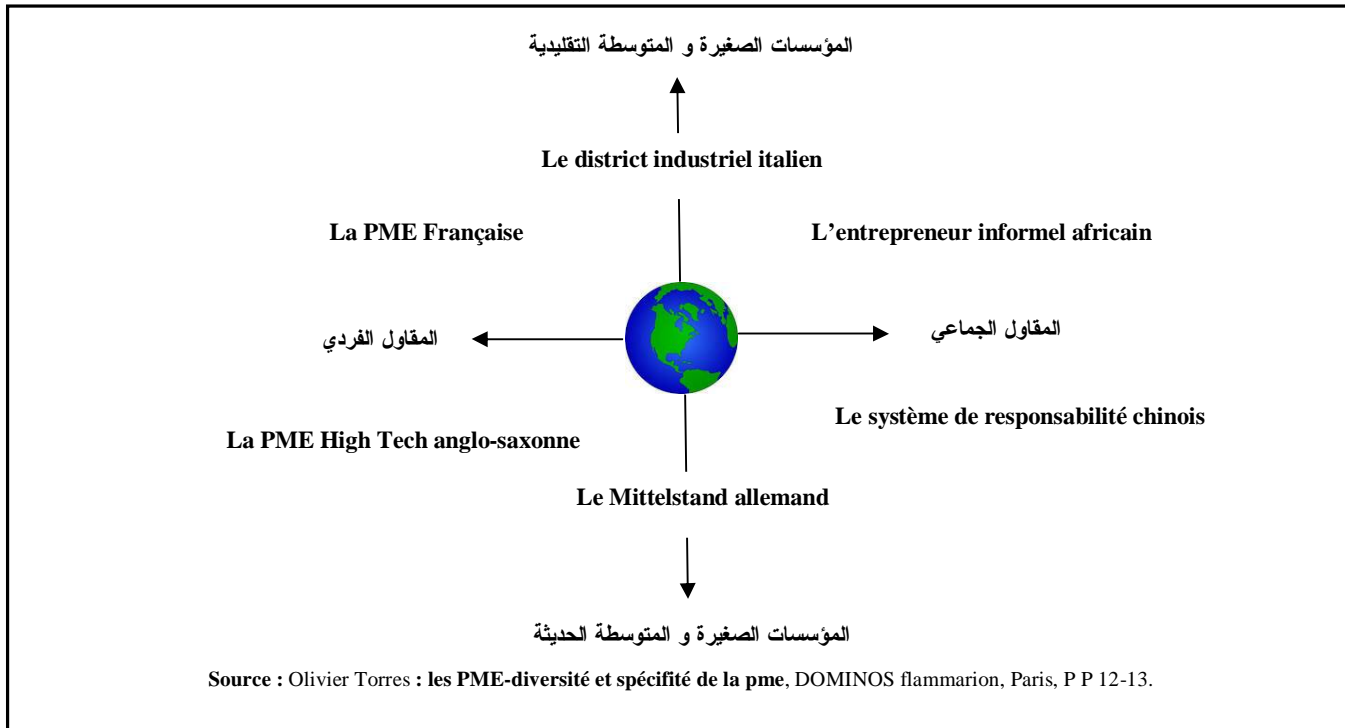 المؤسسات الصغيرة و المتوسطة التقليدية
Le district industriel italien
La PME Française
L’entrepreneur informel africain
المقاول الفردي
المقاول الجماعي
La PME High Tech anglo-saxonne
Le système de responsabilité chinois
Le Mittelstand allemand
المؤسسات الصغيرة و المتوسطة الحديثة
Source : Olivier Torres : les PME-diversité et spécifité de la pme, DOMINOS flammarion, Paris, P P 12-13.